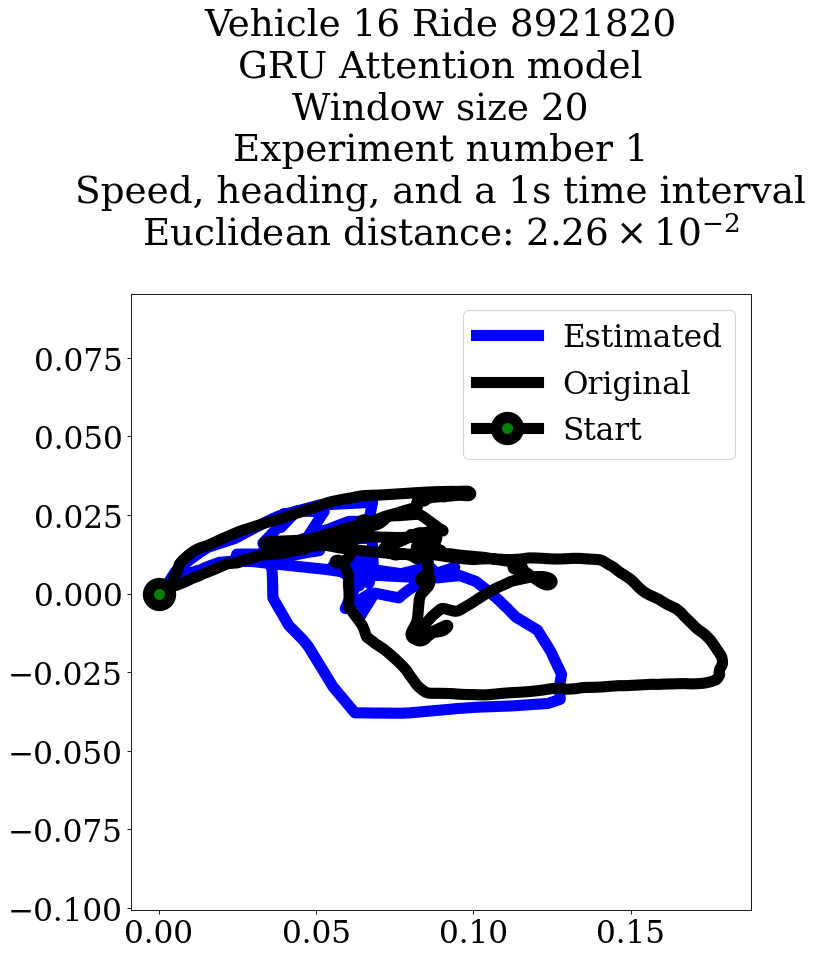 Vehicle 16 Ride 8921820
GRU Attention model
Window size 20
Experiment number 1
Speed, heading, and a 1s time interval
Euclidean distance: 2.26 × 10⁻²
Estimated
Original
Start
0.075
0.050
0.025
0.000
−0.025
−0.050
−0.075
−0.100
0.00 0.05 0.10 0.15